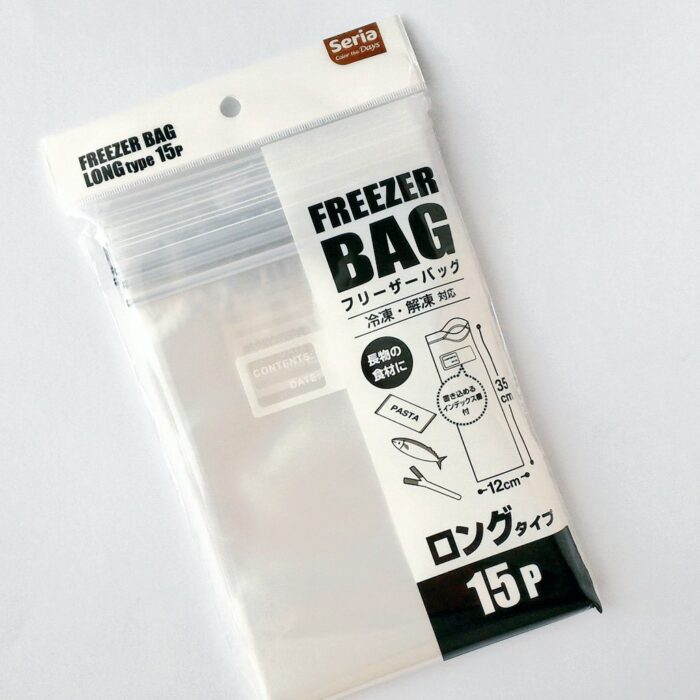 Seria
Color the Days
FREEZER BAG
LONG type 15P
FREEZER
BAG
フリーザーバッグ
冷凍・解凍 対応
長物の
食材に
CONTENTS:
DATE:
PASTA
書き込める
インデックス欄
付
35
cm
12cm
ロングタイプ
15P